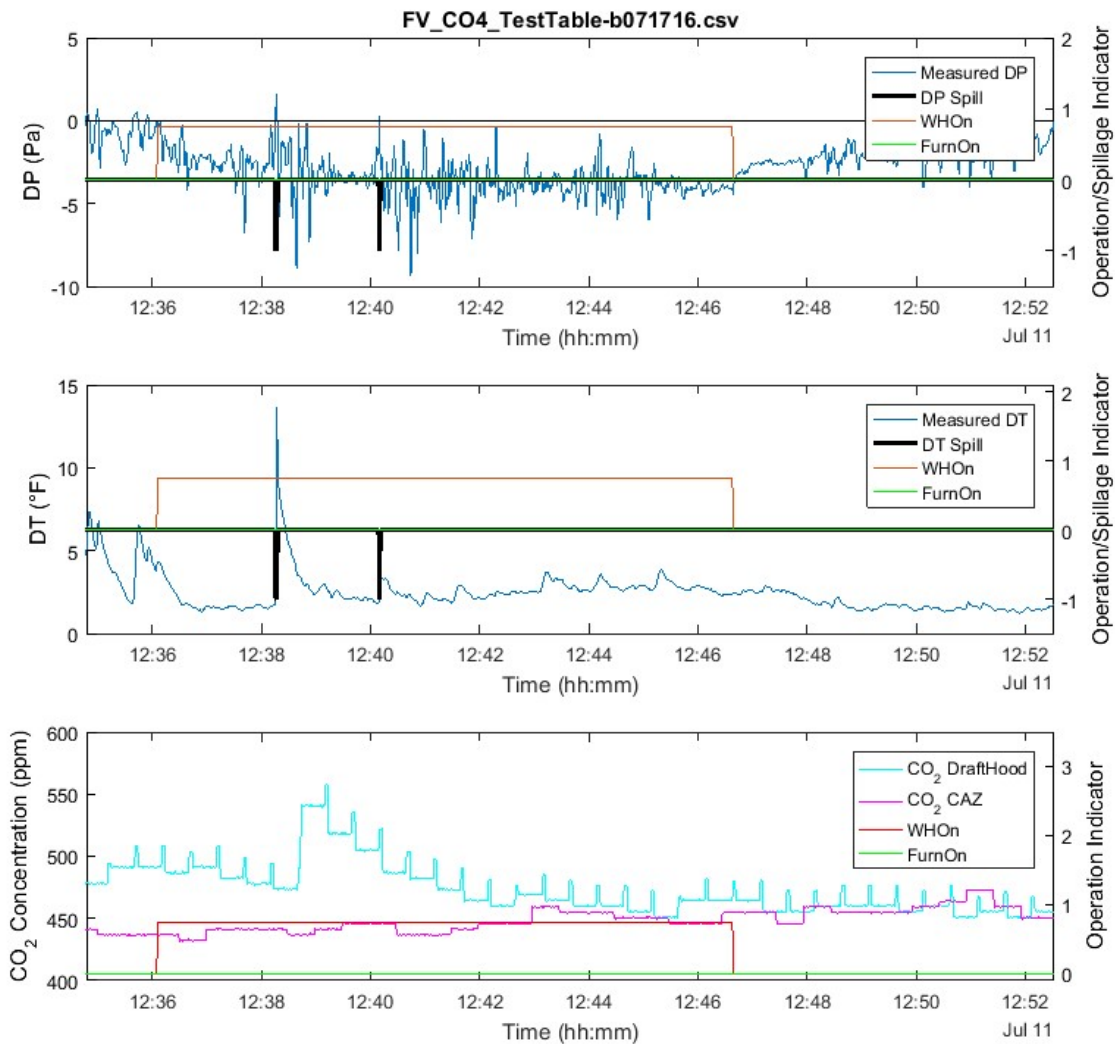 FV_CO4_TestTable-b071716.csv
5
0
-5
-10
DP (Pa)
2
1
0
-1
Operation/Spillage Indicator
Measured DP
DP Spill
WHOn
FurnOn
12:36 12:38 12:40 12:42 12:44 12:46 12:48 12:50 12:52
Time (hh:mm)
Jul 11
15
10
5
0
DT (°F)
2
1
0
-1
Operation/Spillage Indicator
Measured DT
DT Spill
WHOn
FurnOn
12:36 12:38 12:40 12:42 12:44 12:46 12:48 12:50 12:52
Time (hh:mm)
Jul 11
600
550
500
450
400
CO₂ Concentration (ppm)
3
2
1
0
Operation Indicator
CO₂ DraftHood
CO₂ CAZ
WHOn
FurnOn
12:36 12:38 12:40 12:42 12:44 12:46 12:48 12:50 12:52
Time (hh:mm)
Jul 11